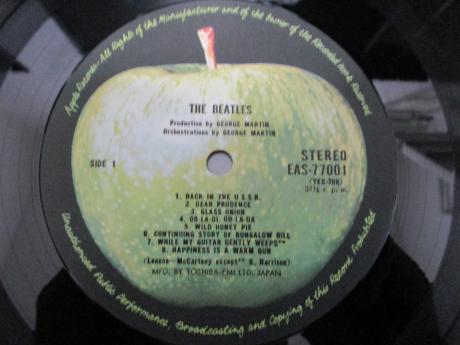 Apple Records-All Rights of the Manufacturer and of the Owner of the Recorded Work Reserved
THE BEATLES
Production by GEORGE MARTIN
Orchestrations by GEORGE MARTIN
SIDE 1
STEREO
EAS-77001
(YEX-709)
33⅓ r. p. m.
1. BACK IN THE U.S.S.R.
2. DEAR PRUDENCE
3. GLASS ONION
4. OB-LA-DI, OB-LA-DA
5. WILD HONEY PIE
6. CONTINUING STORY OF BUNGALOW BILL
7. WHILE MY GUITAR GENTLY WEEPS**
8. HAPPINESS IS A WARM GUN
(Lennon-McCartney except** G. Harrison)
MFD. BY TOSHIBA-EMI LTD, JAPAN
Unauthorised Public Performance, Broadcasting and Copying of this Record Prohibited